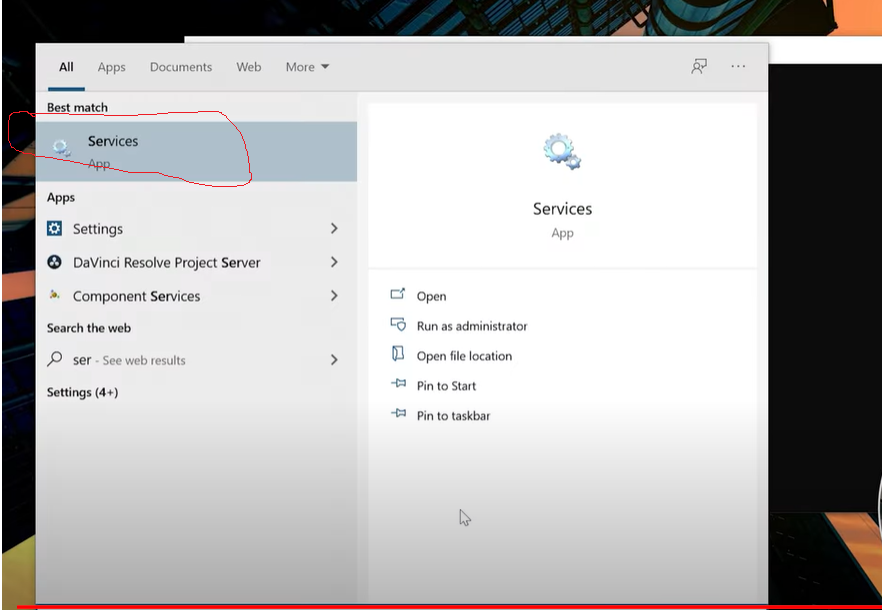 All Apps Documents Web More
Best match
Services
App
Apps
Settings
DaVinci Resolve Project Server
Component Services
Search the web
ser - See web results
Settings (4+)
Services
App
Open
Run as administrator
Open file location
Pin to Start
Pin to taskbar